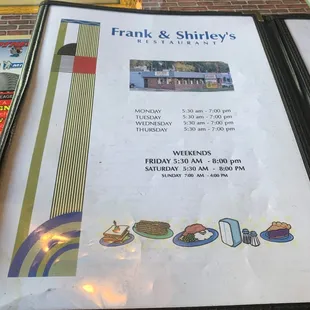 Frank & Shirley's
RESTAURANT
MONDAY 5:30 am - 7:00 pm
TUESDAY 5:30 am - 7:00 pm
WEDNESDAY 5:30 am - 7:00 pm
THURSDAY 5:30 am - 7:00 pm
WEEKENDS
FRIDAY 5:30 AM - 8:00 pm
SATURDAY 5:30 AM - 8:00 PM
SUNDAY 7:00 AM - 4:00 PM